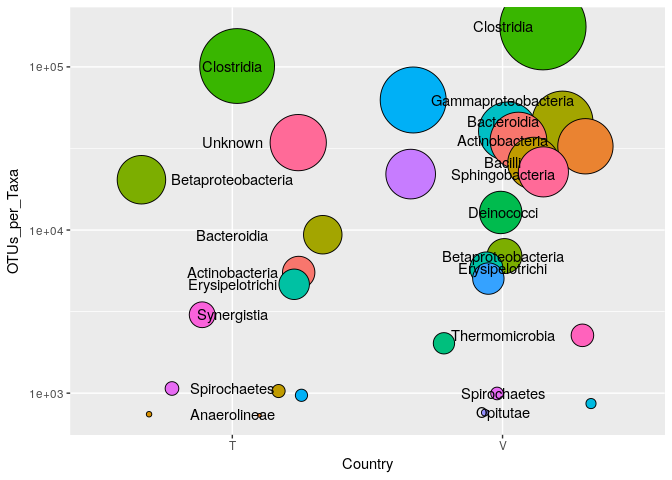 Clostridia
1e+05
Clostridia
Gammaproteobacteria
Bacteroidia
Unknown
Actinobacteria
Bacilli
Betaproteobacteria
Sphingobacteria
OTUs_per_Taxa
Deinococci
1e+04
Bacteroidia
Betaproteobacteria
Actinobacteria
Erysipelotrichi
Erysipelotrichi
Synergistia
Thermomicrobia
1e+03
Spirochaetes
Spirochaetes
Anaerolineae
Opitutae
T
V
Country